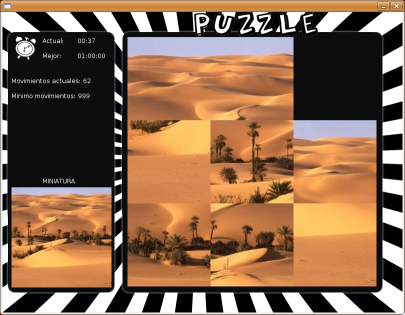 PUZZLE
Actual: 00:37
Mejor: 01:00:00
Movimientos actuales: 62
Minimo movimientos: 999
MINIATURA